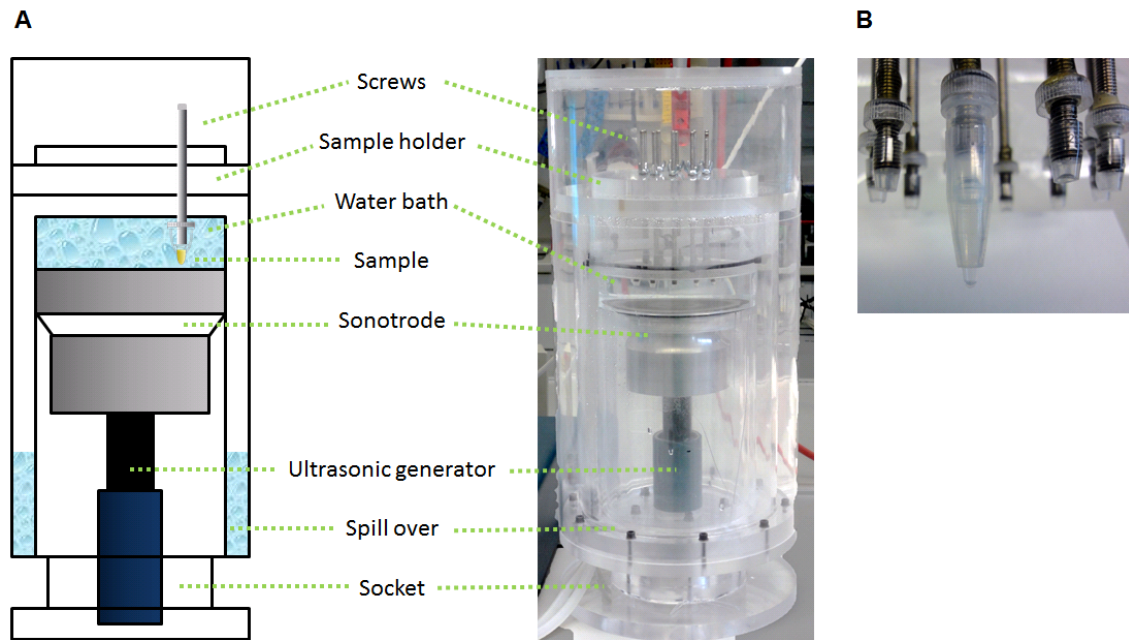 A
B
Screws
Sample holder
Water bath
Sample
Sonotrode
Ultrasonic generator
Spill over
Socket